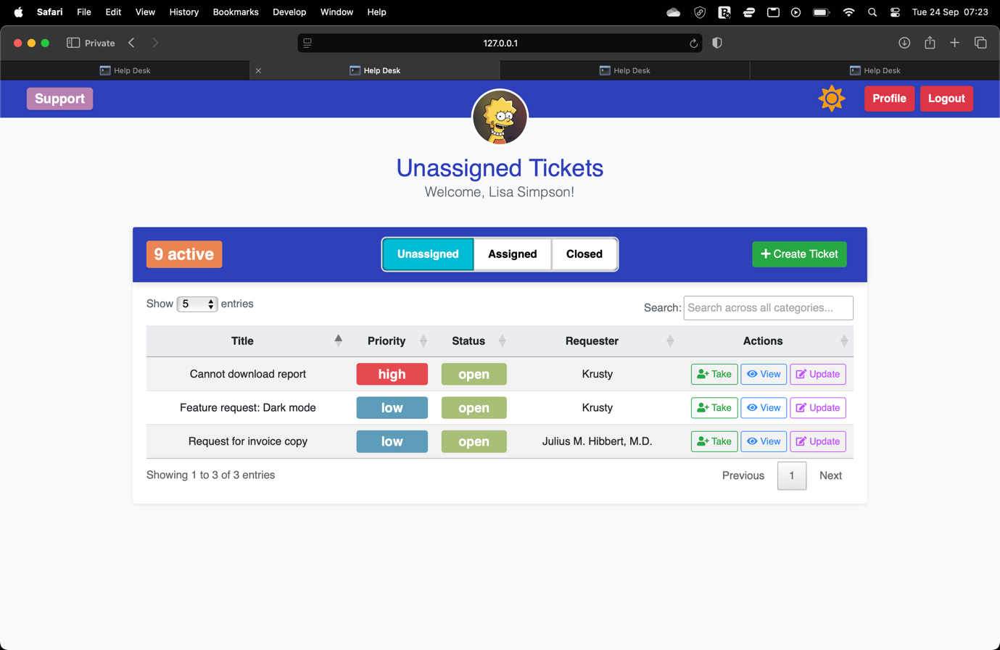 Safari File Edit View History Bookmarks Develop Window Help Tue 24 Sep 07:23
Private 127.0.0.1
Help Desk Help Desk Help Desk Help Desk
Support Profile Logout
Unassigned Tickets
Welcome, Lisa Simpson!
9 active Unassigned Assigned Closed + Create Ticket
Show 5 entries Search: Search across all categories...
Title Priority Status Requester Actions
Cannot download report high open Krusty Take View Update
Feature request: Dark mode low open Krusty Take View Update
Request for invoice copy low open Julius M. Hibbert, M.D. Take View Update
Showing 1 to 3 of 3 entries Previous 1 Next